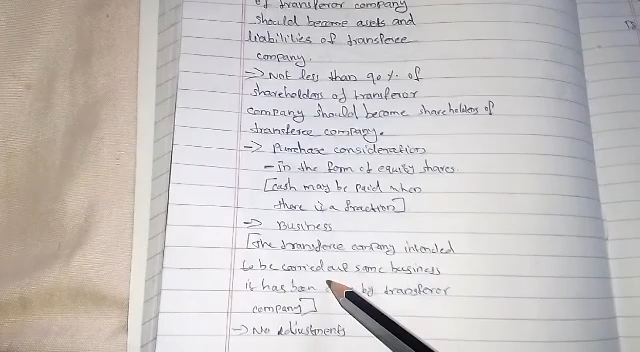 of transferor company
should become assets and
liabilities of transferee
company.
-> Not less than 90% of
shareholders of transferor
company should become shareholders of
transferee company.
-> Purchase consideration
- In the form of equity shares
[cash may be paid when
there is a fraction]
-> Business
[The transferee company intended
to be carried out same business
it has been by transferor
company]
-> No adjustments